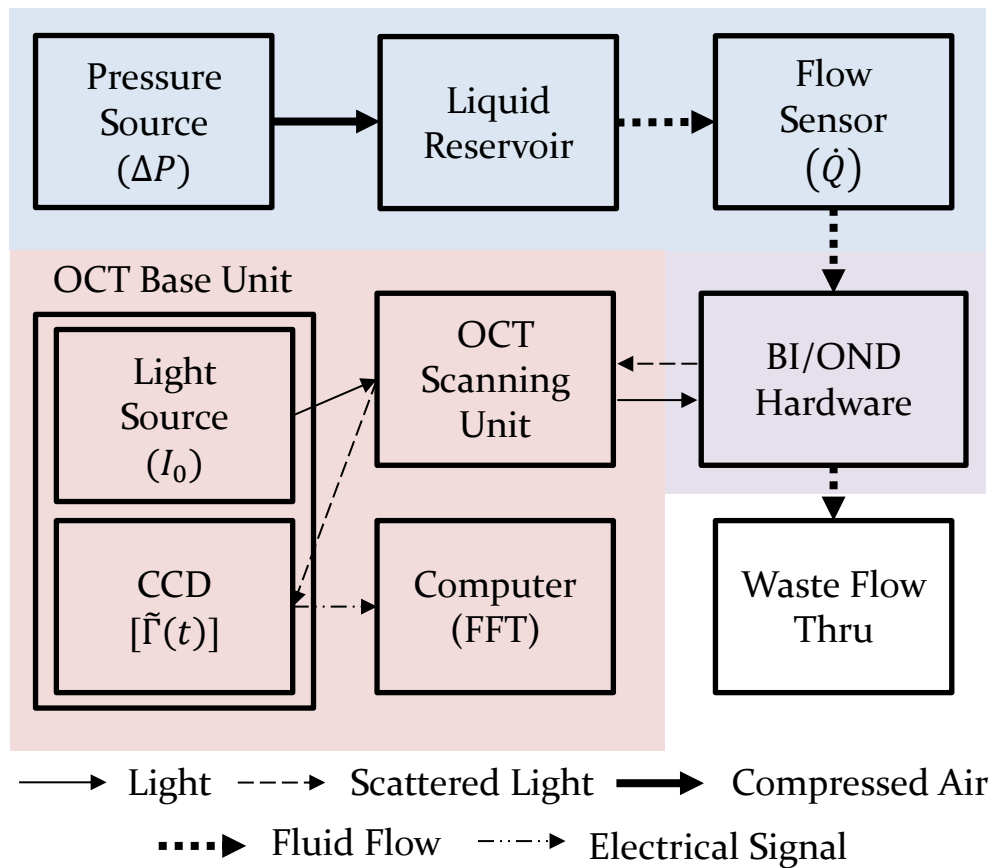 Pressure
Source
(ΔP)
Liquid
Reservoir
Flow
Sensor
(Q̇)
OCT Base Unit
Light
Source
(I₀)
OCT
Scanning
Unit
BI/OND
Hardware
CCD
[Γ̃(t)]
Computer
(FFT)
Waste Flow
Thru
Light
Scattered Light
Compressed Air
Fluid Flow
Electrical Signal